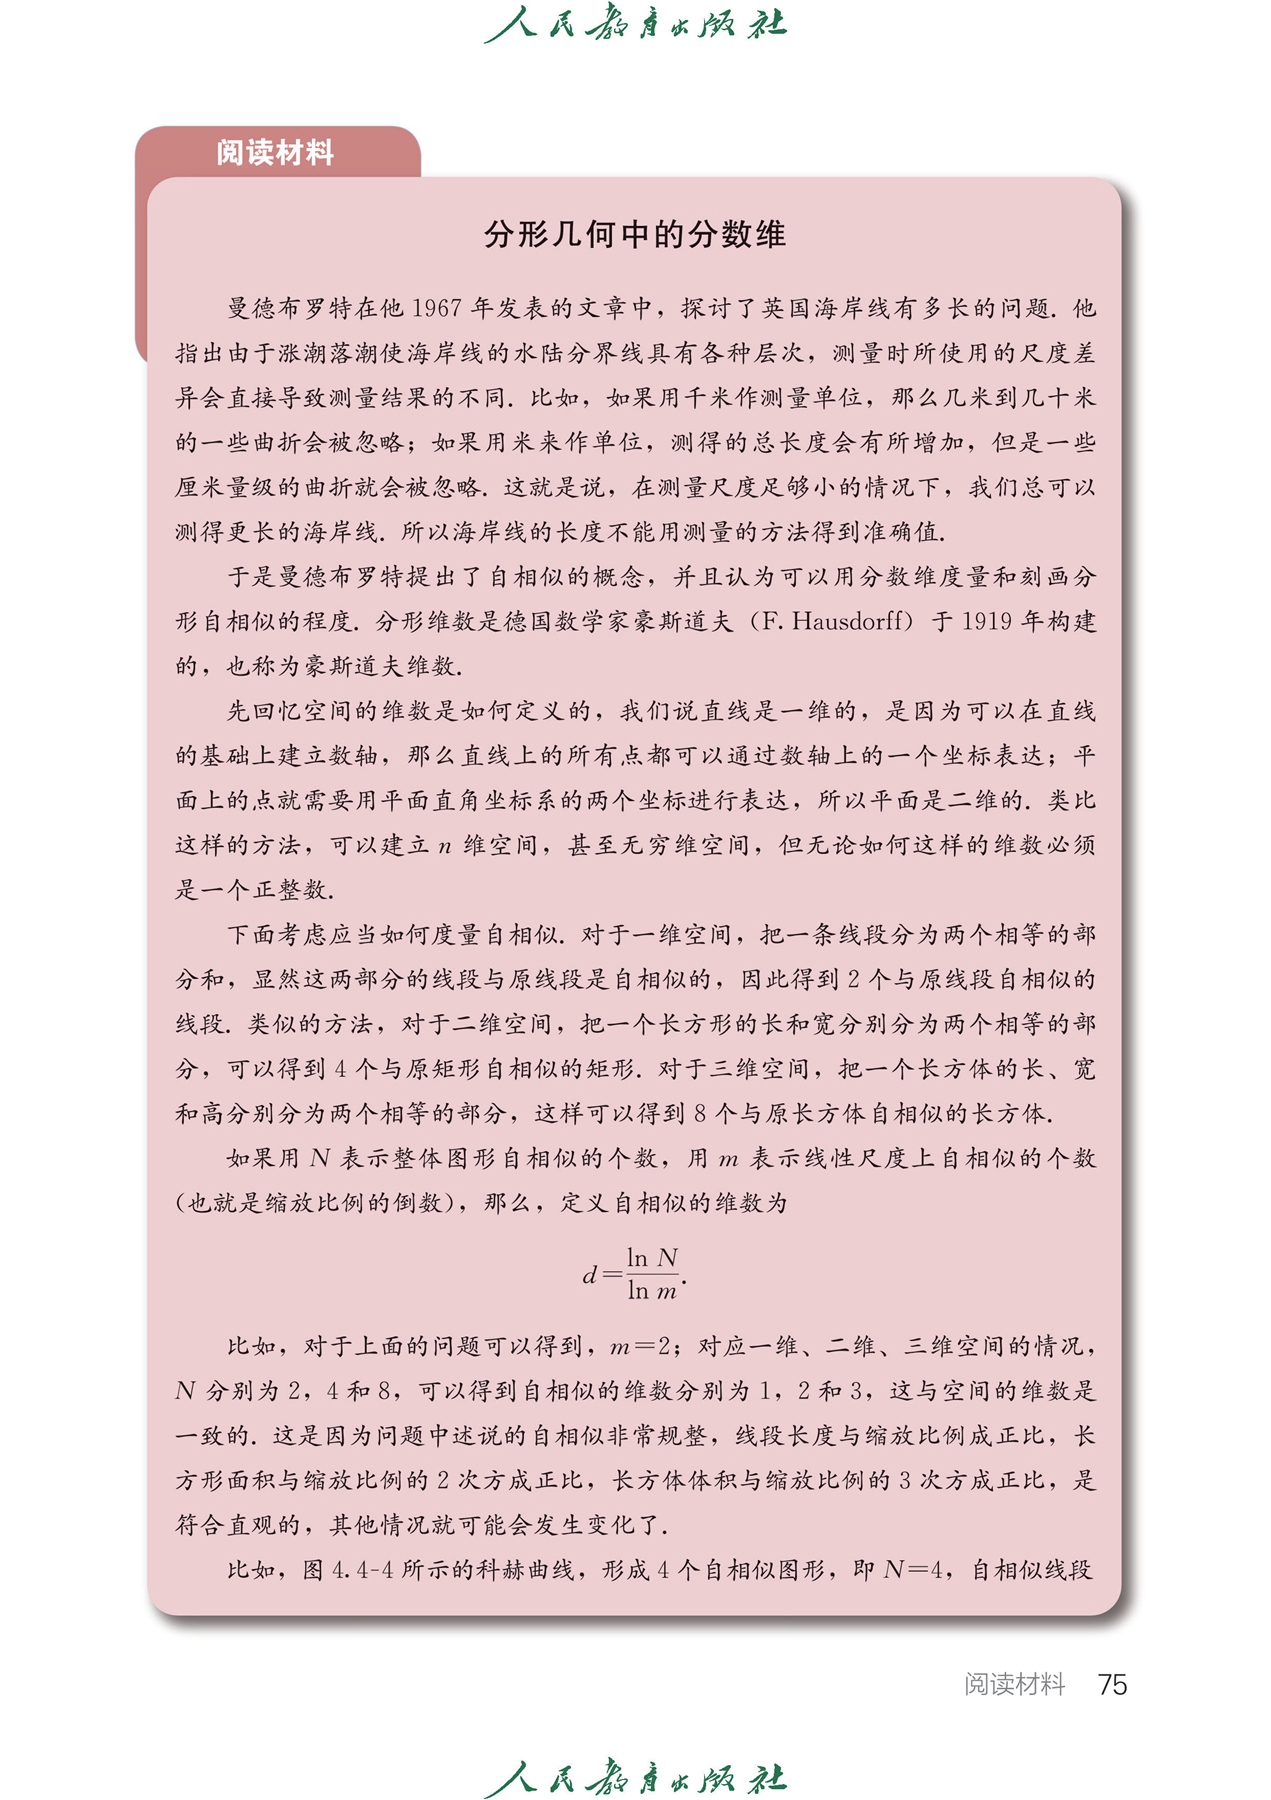 人民教育出版社
阅读材料
分形几何中的分数维
曼德布罗特在他 1967 年发表的文章中，探讨了英国海岸线有多长的问题. 他
指出由于涨潮落潮使海岸线的水陆分界线具有各种层次，测量时所使用的尺度差
异会直接导致测量结果的不同. 比如，如果用千米作测量单位，那么几米到几十米
的一些曲折会被忽略；如果用米来作单位，测得的总长度会有所增加，但是一些
厘米量级的曲折就会被忽略. 这就是说，在测量尺度足够小的情况下，我们总可以
测得更长的海岸线. 所以海岸线的长度不能用测量的方法得到准确值.
于是曼德布罗特提出了自相似的概念，并且认为可以用分数维度量和刻画分
形自相似的程度. 分形维数是德国数学家豪斯道夫（F. Hausdorff）于 1919 年构建
的，也称为豪斯道夫维数.
先回忆空间的维数是如何定义的，我们说直线是一维的，是因为可以在直线
的基础上建立数轴，那么直线上的所有点都可以通过数轴上的一个坐标表达；平
面上的点就需要用平面直角坐标系的两个坐标进行表达，所以平面是二维的. 类比
这样的方法，可以建立 n 维空间，甚至无穷维空间，但无论如何这样的维数必须
是一个正整数.
下面考虑应当如何度量自相似. 对于一维空间，把一条线段分为两个相等的部
分和，显然这两部分的线段与原线段是自相似的，因此得到 2 个与原线段自相似的
线段. 类似的方法，对于二维空间，把一个长方形的长和宽分别分为两个相等的部
分，可以得到 4 个与原矩形自相似的矩形. 对于三维空间，把一个长方体的长、宽
和高分别分为两个相等的部分，这样可以得到 8 个与原长方体自相似的长方体.
如果用 N 表示整体图形自相似的个数，用 m 表示线性尺度上自相似的个数
(也就是缩放比例的倒数)，那么，定义自相似的维数为
d=\frac{\ln N}{\ln m}.
比如，对于上面的问题可以得到，m=2；对应一维、二维、三维空间的情况，
N 分别为 2，4 和 8，可以得到自相似的维数分别为 1，2 和 3，这与空间的维数是
一致的. 这是因为问题中述说的自相似非常规整，线段长度与缩放比例成正比，长
方形面积与缩放比例的 2 次方成正比，长方体体积与缩放比例的 3 次方成正比，是
符合直观的，其他情况就可能会发生变化了.
比如，图 4.4-4 所示的科赫曲线，形成 4 个自相似图形，即 N=4，自相似线段
阅读材料 75
人民教育出版社